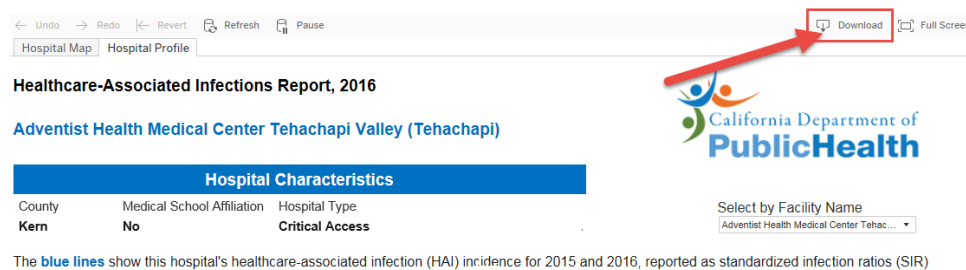 ← Undo → Redo |← Revert Refresh Pause Download Full Screen
Hospital Map Hospital Profile
Healthcare-Associated Infections Report, 2016
Adventist Health Medical Center Tehachapi Valley (Tehachapi)
California Department of
PublicHealth
Hospital Characteristics
County Medical School Affiliation Hospital Type
Kern No Critical Access
Select by Facility Name
Adventist Health Medical Center Tehac... ▼
The blue lines show this hospital's healthcare-associated infection (HAI) incidence for 2015 and 2016, reported as standardized infection ratios (SIR)